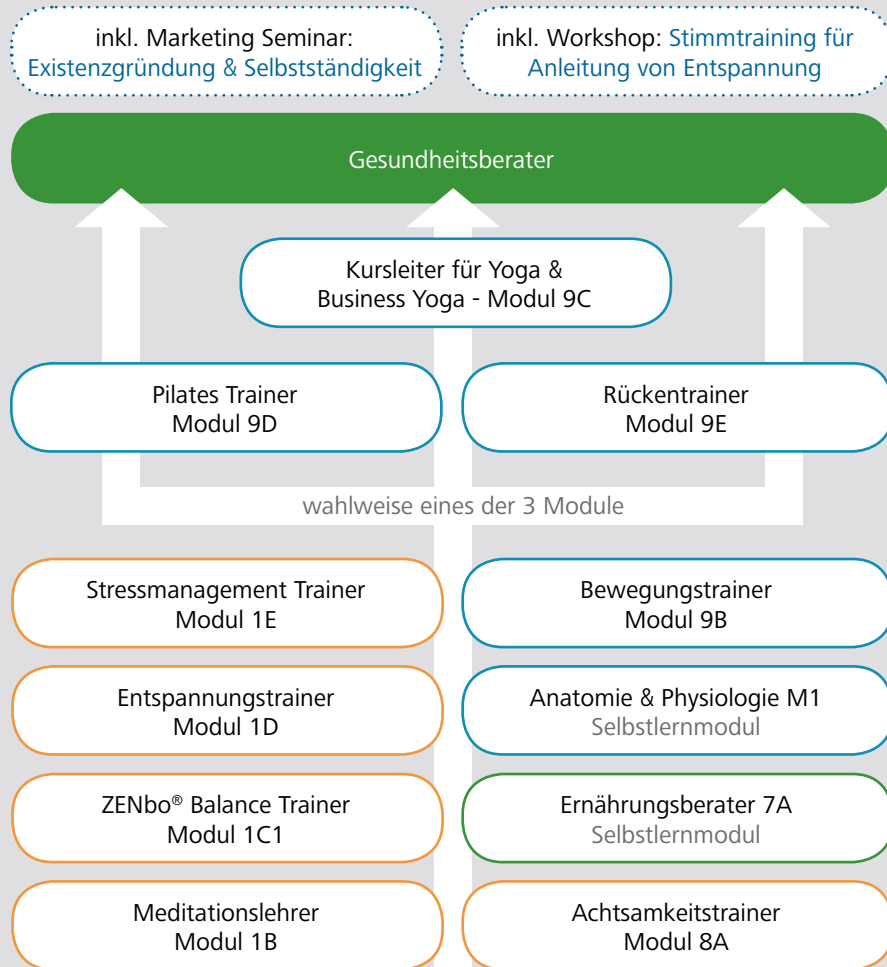 inkl. Marketing Seminar:
Existenzgründung & Selbstständigkeit
inkl. Workshop: Stimmtraining für
Anleitung von Entspannung
Gesundheitsberater
Kursleiter für Yoga &
Business Yoga - Modul 9C
Pilates Trainer
Modul 9D
Rückentrainer
Modul 9E
wahlweise eines der 3 Module
Stressmanagement Trainer
Modul 1E
Bewegungstrainer
Modul 9B
Entspannungstrainer
Modul 1D
Anatomie & Physiologie M1
Selbstlernmodul
ZENbo® Balance Trainer
Modul 1C1
Ernährungsberater 7A
Selbstlernmodul
Meditationslehrer
Modul 1B
Achtsamkeitstrainer
Modul 8A